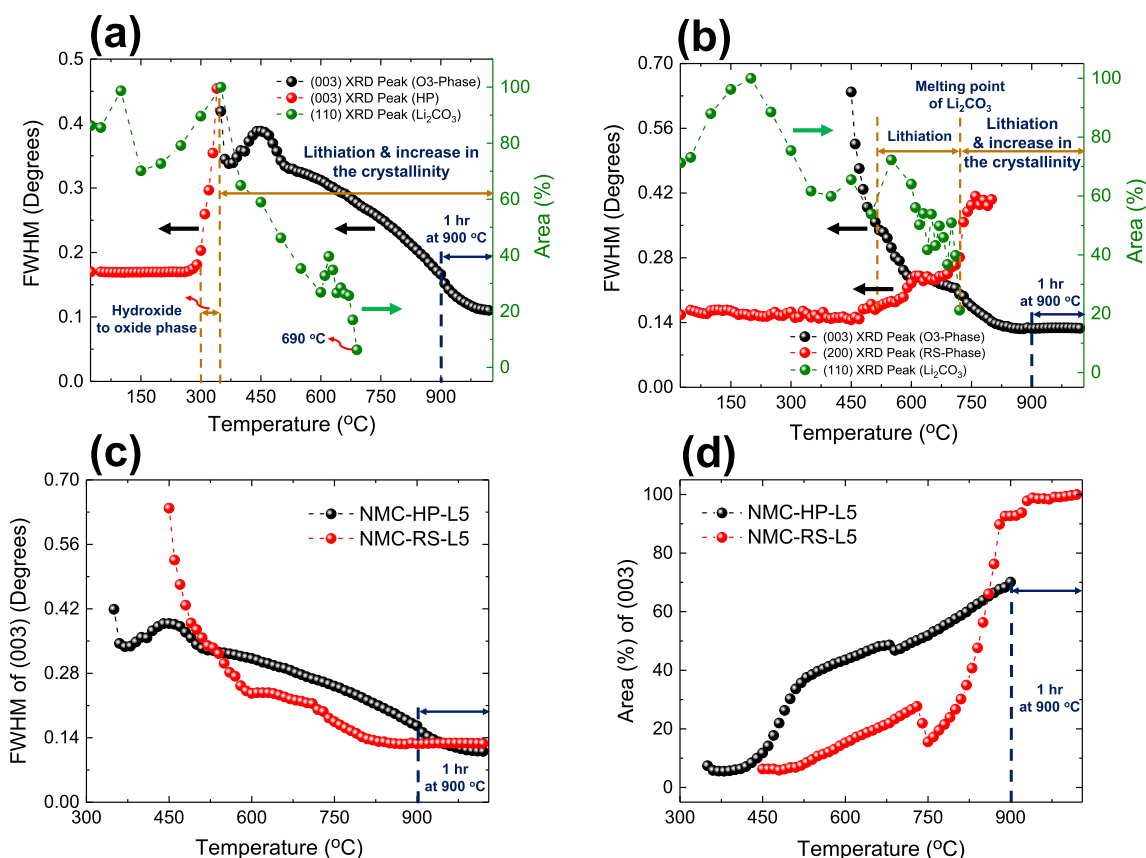 (a)
0.5
0.4
0.3
0.2
0.1
0.0
FWHM (Degrees)
(003) XRD Peak (O3-Phase)
(003) XRD Peak (HP)
(110) XRD Peak (Li₂CO₃)
Lithiation & increase in
the crystallinity
1 hr
at 900 °C
Hydroxide
to oxide phase
690 °C
100
80
60
40
20
0
Area (%)
150 300 450 600 750 900
Temperature (°C)
(b)
0.70
0.56
0.42
0.28
0.14
0.00
FWHM (Degrees)
Melting point
of Li₂CO₃
Lithiation
Lithiation
& increase in
the crystallinity
1 hr
at 900 °C
(003) XRD Peak (O3-Phase)
(200) XRD Peak (RS-Phase)
(110) XRD Peak (Li₂CO₃)
100
80
60
40
20
0
Area (%)
150 300 450 600 750 900
Temperature (°C)
(c)
0.70
0.56
0.42
0.28
0.14
0.00
FWHM of (003) (Degrees)
NMC-HP-L5
NMC-RS-L5
1 hr
at 900 °C
300 450 600 750 900
Temperature (°C)
(d)
100
80
60
40
20
0
Area (%) of (003)
NMC-HP-L5
NMC-RS-L5
1 hr
at 900 °C
300 450 600 750 900
Temperature (°C)